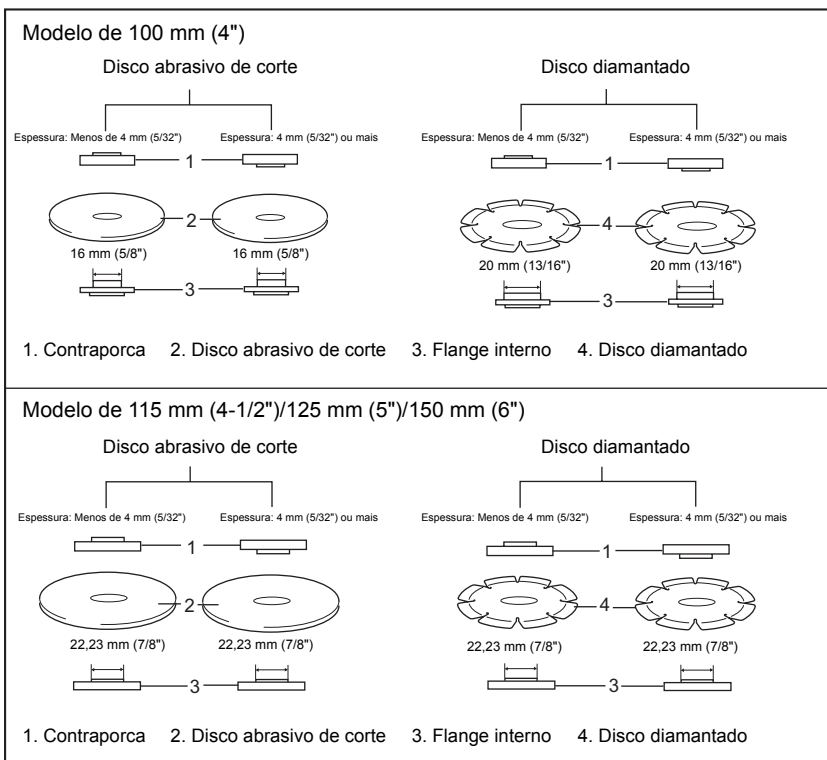 Modelo de 100 mm (4")
Disco abrasivo de corte
Disco diamantado
Espessura: Menos de 4 mm (5/32")
Espessura: 4 mm (5/32") ou mais
Espessura: Menos de 4 mm (5/32")
Espessura: 4 mm (5/32") ou mais
1
1
2
4
16 mm (5/8")
16 mm (5/8")
20 mm (13/16")
20 mm (13/16")
3
3
1. Contraporca 2. Disco abrasivo de corte 3. Flange interno 4. Disco diamantado
Modelo de 115 mm (4-1/2")/125 mm (5")/150 mm (6")
Disco abrasivo de corte
Disco diamantado
Espessura: Menos de 4 mm (5/32")
Espessura: 4 mm (5/32") ou mais
Espessura: Menos de 4 mm (5/32")
Espessura: 4 mm (5/32") ou mais
1
1
2
4
22,23 mm (7/8")
22,23 mm (7/8")
22,23 mm (7/8")
22,23 mm (7/8")
3
3
1. Contraporca 2. Disco abrasivo de corte 3. Flange interno 4. Disco diamantado